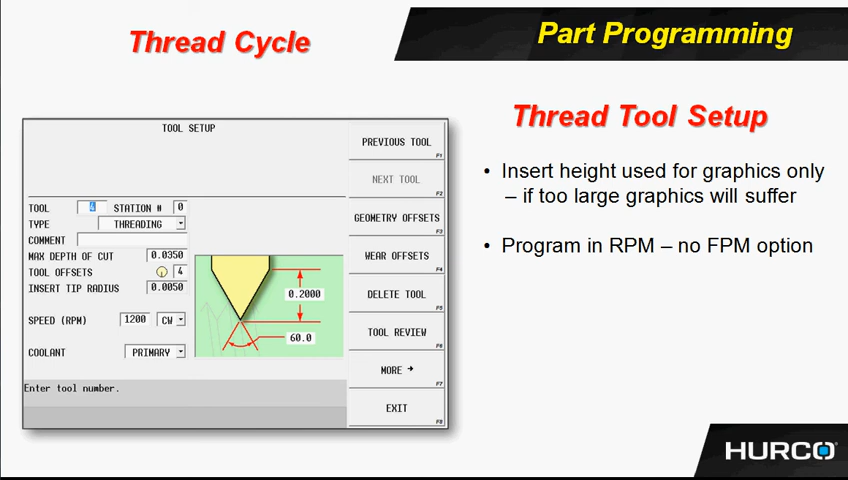 Thread Cycle
Part Programming
Thread Tool Setup
• Insert height used for graphics only
– if too large graphics will suffer
• Program in RPM – no FPM option
TOOL SETUP
TOOL 4 STATION # 0
TYPE THREADING
COMMENT
MAX DEPTH OF CUT 0.0350
TOOL OFFSETS 4
INSERT TIP RADIUS 0.0050
SPEED (RPM) 1200 CW
COOLANT PRIMARY
0.2000
60.0
Enter tool number.
PREVIOUS TOOL F1
NEXT TOOL F2
GEOMETRY OFFSETS F3
WEAR OFFSETS F4
DELETE TOOL F5
TOOL REVIEW F6
MORE → F7
EXIT F8
HURCO